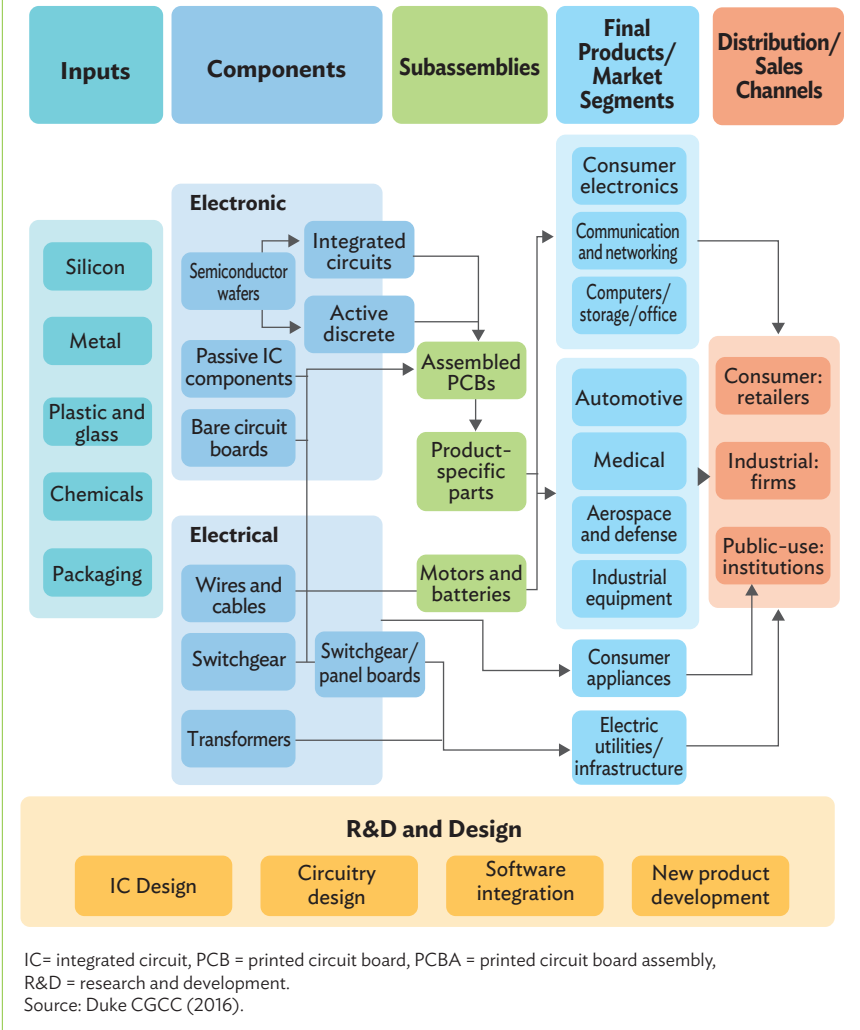 Inputs
Components
Subassemblies
Final
Products/
Market
Segments
Distribution/
Sales
Channels
Silicon
Metal
Plastic and
glass
Chemicals
Packaging
Electronic
Semiconductor
wafers
Integrated
circuits
Active
discrete
Passive IC
components
Bare circuit
boards
Electrical
Wires and
cables
Switchgear
Switchgear/
panel boards
Transformers
Assembled
PCBs
Product-
specific
parts
Motors and
batteries
Consumer
electronics
Communication
and networking
Computers/
storage/office
Automotive
Medical
Aerospace
and defense
Industrial
equipment
Consumer
appliances
Electric
utilities/
infrastructure
Consumer:
retailers
Industrial:
firms
Public-use:
institutions
R&D and Design
IC Design
Circuitry
design
Software
integration
New product
development
IC= integrated circuit, PCB = printed circuit board, PCBA = printed circuit board assembly,
R&D = research and development.
Source: Duke CGCC (2016).